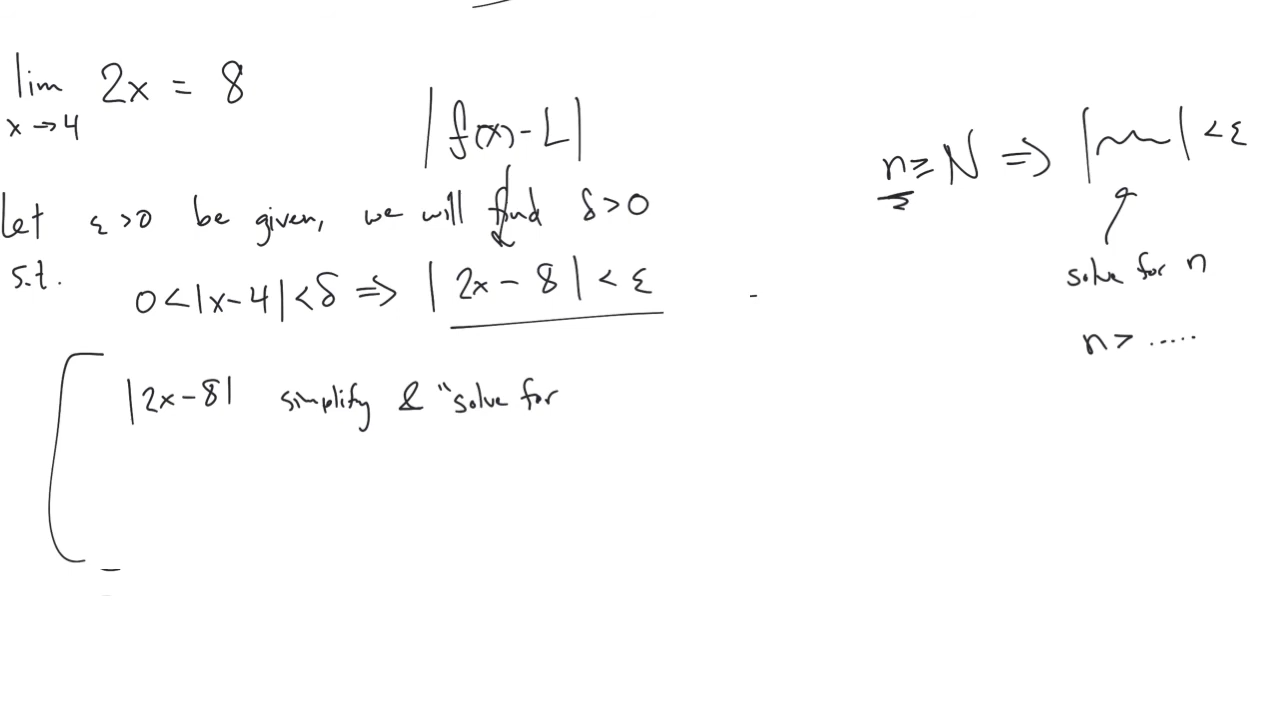 lim 2x = 8
x→4
|f(x) - L|
Let ε>0 be given, we will find δ>0
s.t.
0<|x-4|<δ ⇒ |2x - 8| < ε
|2x-8| simplify & "solve for
n≥N ⇒ | | <ε
solve for n
n> .....